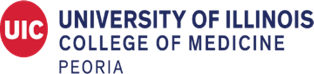 UIC
UNIVERSITY OF ILLINOIS
COLLEGE OF MEDICINE
PEORIA